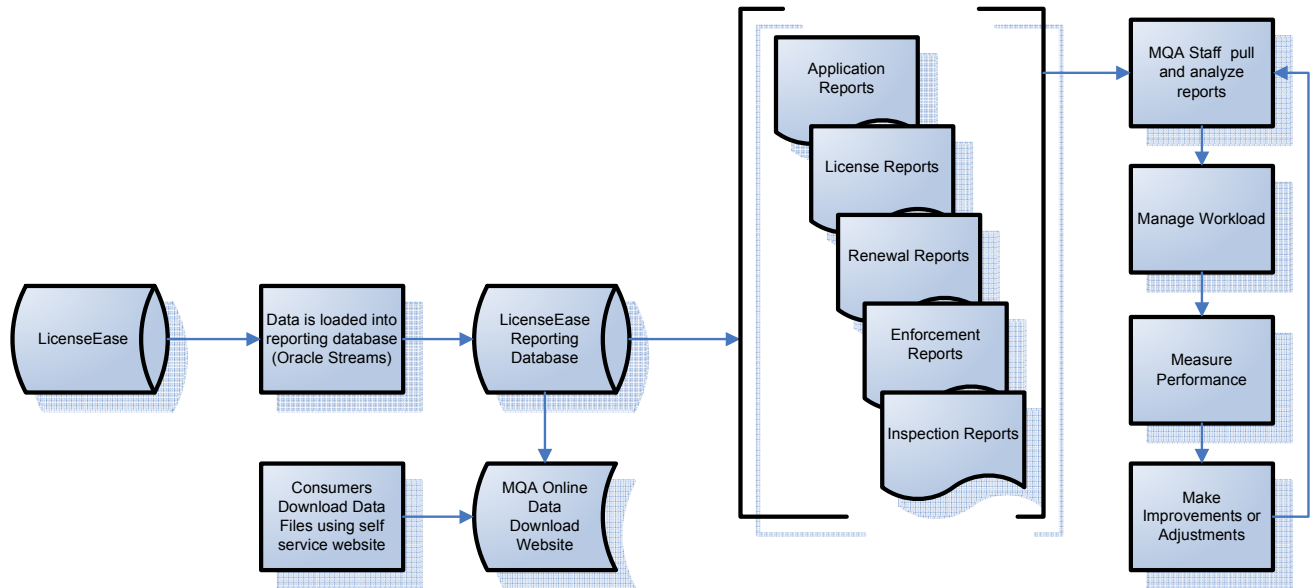 LicenseEase
Data is loaded into
reporting database
(Oracle Streams)
LicenseEase
Reporting
Database
Consumers
Download Data
Files using self
service website
MQA Online
Data
Download
Website
Application
Reports
License Reports
Renewal Reports
Enforcement
Reports
Inspection Reports
MQA Staff pull
and analyze
reports
Manage Workload
Measure
Performance
Make
Improvements or
Adjustments